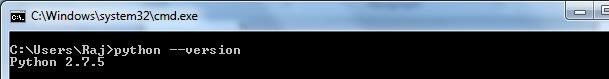 C:\Windows\system32\cmd.exe
C:\Users\Raj>python --version
Python 2.7.5